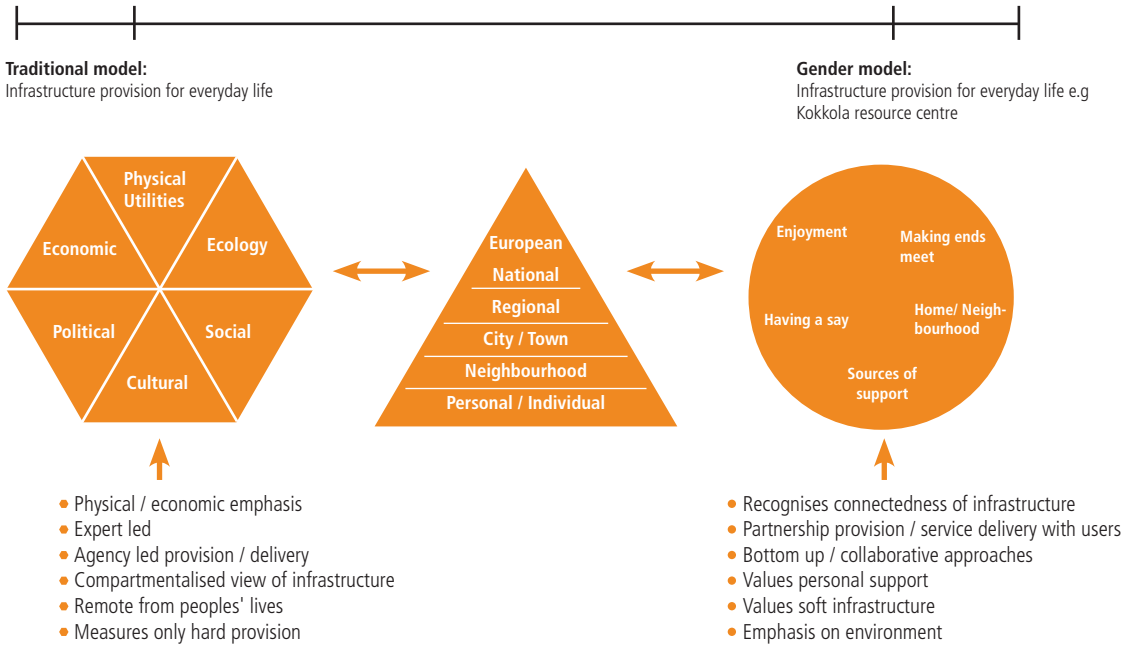 Traditional model:
Infrastructure provision for everyday life
Gender model:
Infrastructure provision for everyday life e.g
Kokkola resource centre
Physical
Utilities
Economic
Ecology
Political
Social
Cultural
European
National
Regional
City / Town
Neighbourhood
Personal / Individual
Enjoyment
Making ends
meet
Having a say
Home/ Neigh-
bourhood
Sources of
support
Physical / economic emphasis
Expert led
Agency led provision / delivery
Compartmentalised view of infrastructure
Remote from peoples' lives
Measures only hard provision
Recognises connectedness of infrastructure
Partnership provision / service delivery with users
Bottom up / collaborative approaches
Values personal support
Values soft infrastructure
Emphasis on environment